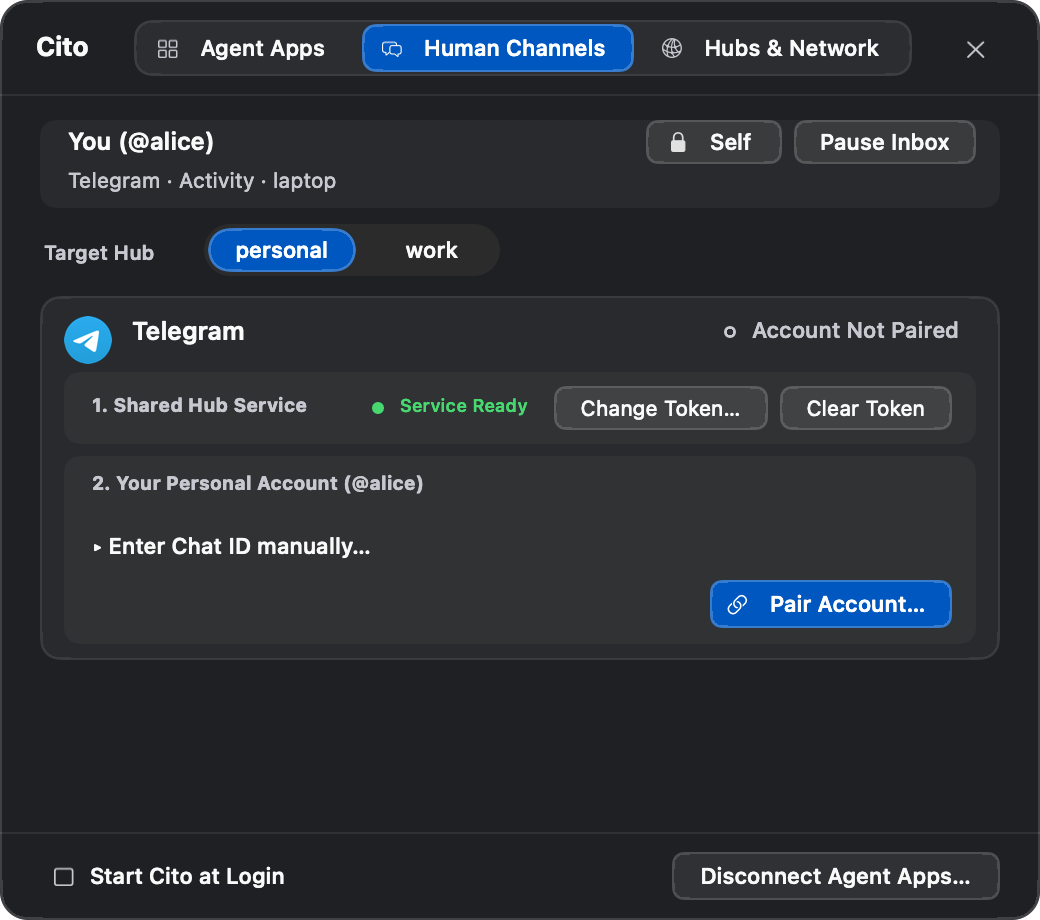 Cito
Agent Apps
Human Channels
Hubs & Network
You (@alice)
Self
Pause Inbox
Telegram · Activity · laptop
Target Hub
personal
work
Telegram
Account Not Paired
1. Shared Hub Service
Service Ready
Change Token...
Clear Token
2. Your Personal Account (@alice)
Enter Chat ID manually...
Pair Account...
Start Cito at Login
Disconnect Agent Apps...